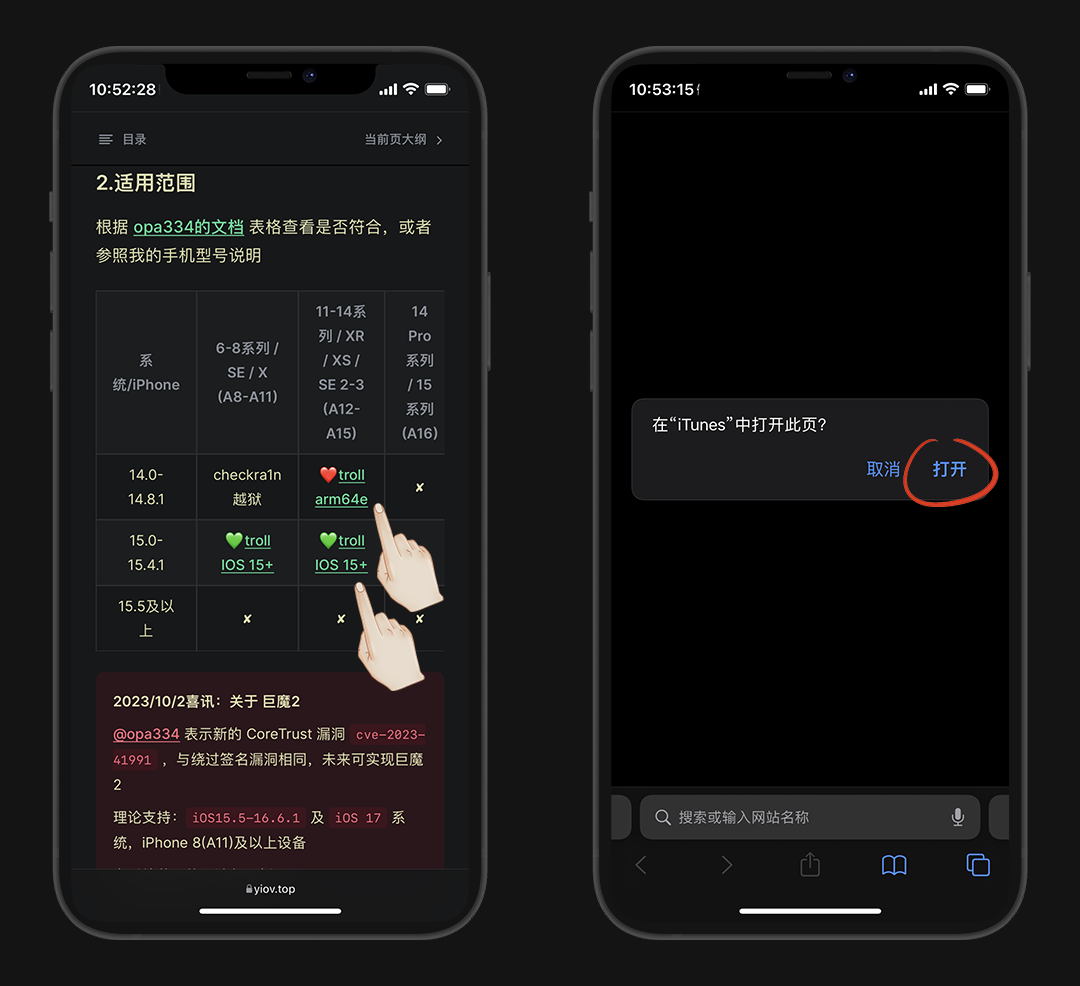 10:52:28
目录
当前页大纲
2.适用范围
根据 opa334的文档 表格查看是否符合，或者
参照我的手机型号说明
系
统/iPhone
6-8系列 /
SE / X
(A8-A11)
11-14系
列 / XR
/ XS /
SE 2-3
(A12-
A15)
14
Pro
系列
/ 15
系列
(A16)
14.0-
14.8.1
checkra1n
越狱
❤️troll
arm64e
✘
15.0-
15.4.1
💚troll
IOS 15+
💚troll
IOS 15+
15.5及以
上
✘
✘
✘
2023/10/2喜讯：关于 巨魔2
@opa334 表示新的 CoreTrust 漏洞 cve-2023-
41991 ，与绕过签名漏洞相同，未来可实现巨魔
2
理论支持： iOS15.5-16.6.1 及 iOS 17 系
统，iPhone 8(A11)及以上设备
yiov.top
10:53:15
在“iTunes”中打开此页?
取消
打开
搜索或输入网站名称